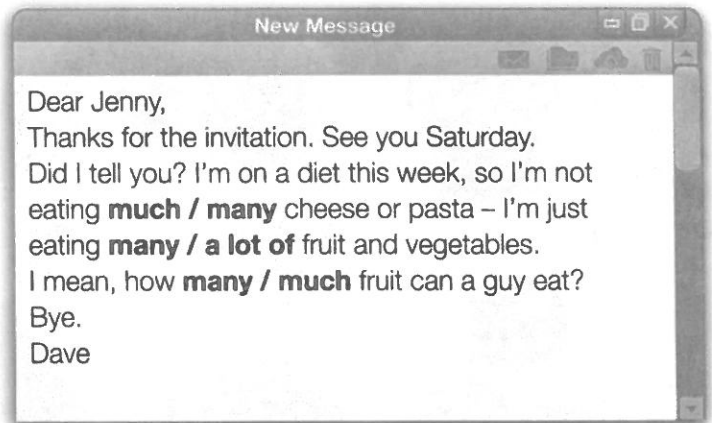 New Message
Dear Jenny,
Thanks for the invitation. See you Saturday.
Did I tell you? I'm on a diet this week, so I'm not
eating much / many cheese or pasta – I'm just
eating many / a lot of fruit and vegetables.
I mean, how many / much fruit can a guy eat?
Bye.
Dave